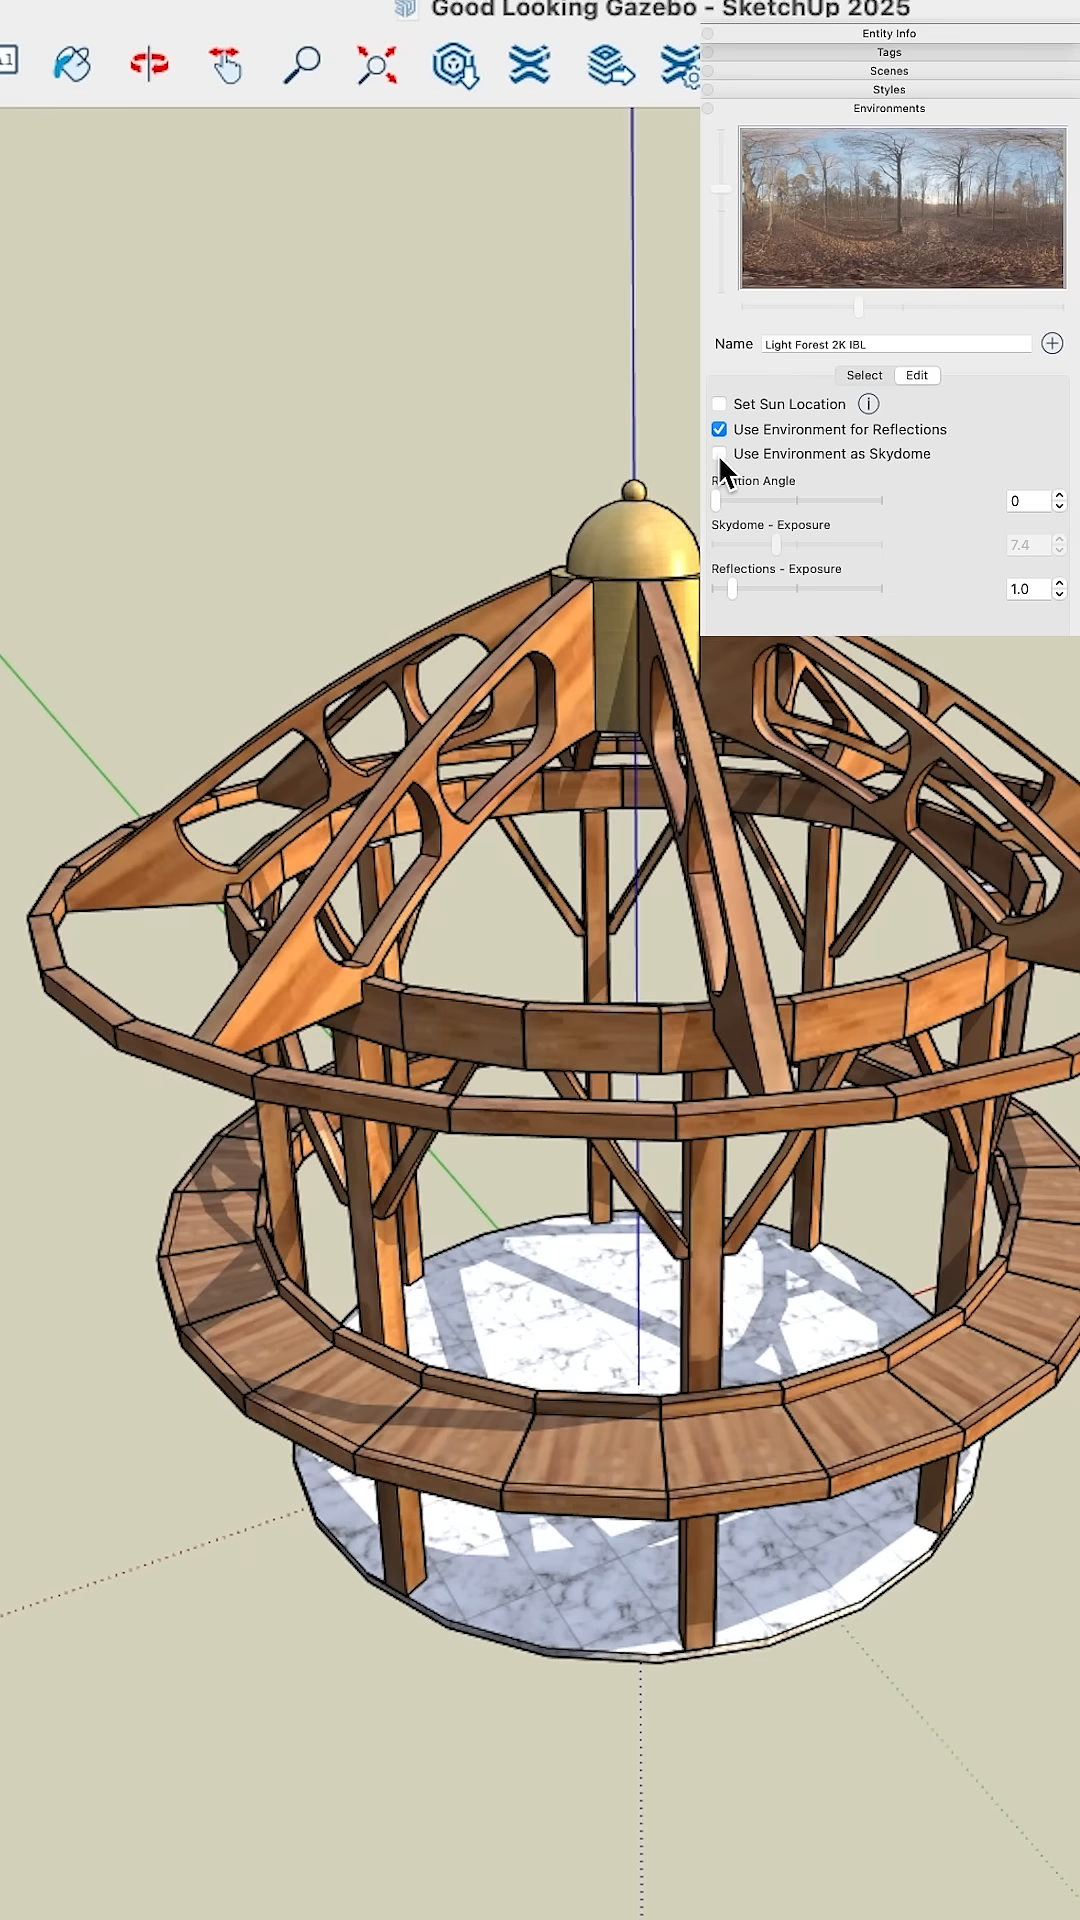 Good Looking Gazebo - SketchUp 2025
Entity Info
Tags
Scenes
Styles
Environments
Name
Light Forest 2K IBL
Select
Edit
Set Sun Location
i
Use Environment for Reflections
Use Environment as Skydome
Rotation Angle
0
Skydome - Exposure
7.4
Reflections - Exposure
1.0